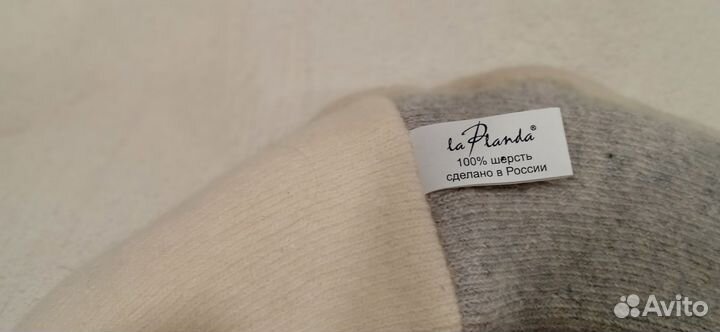 la Planda®
100% шерсть
сделано в России
Avito